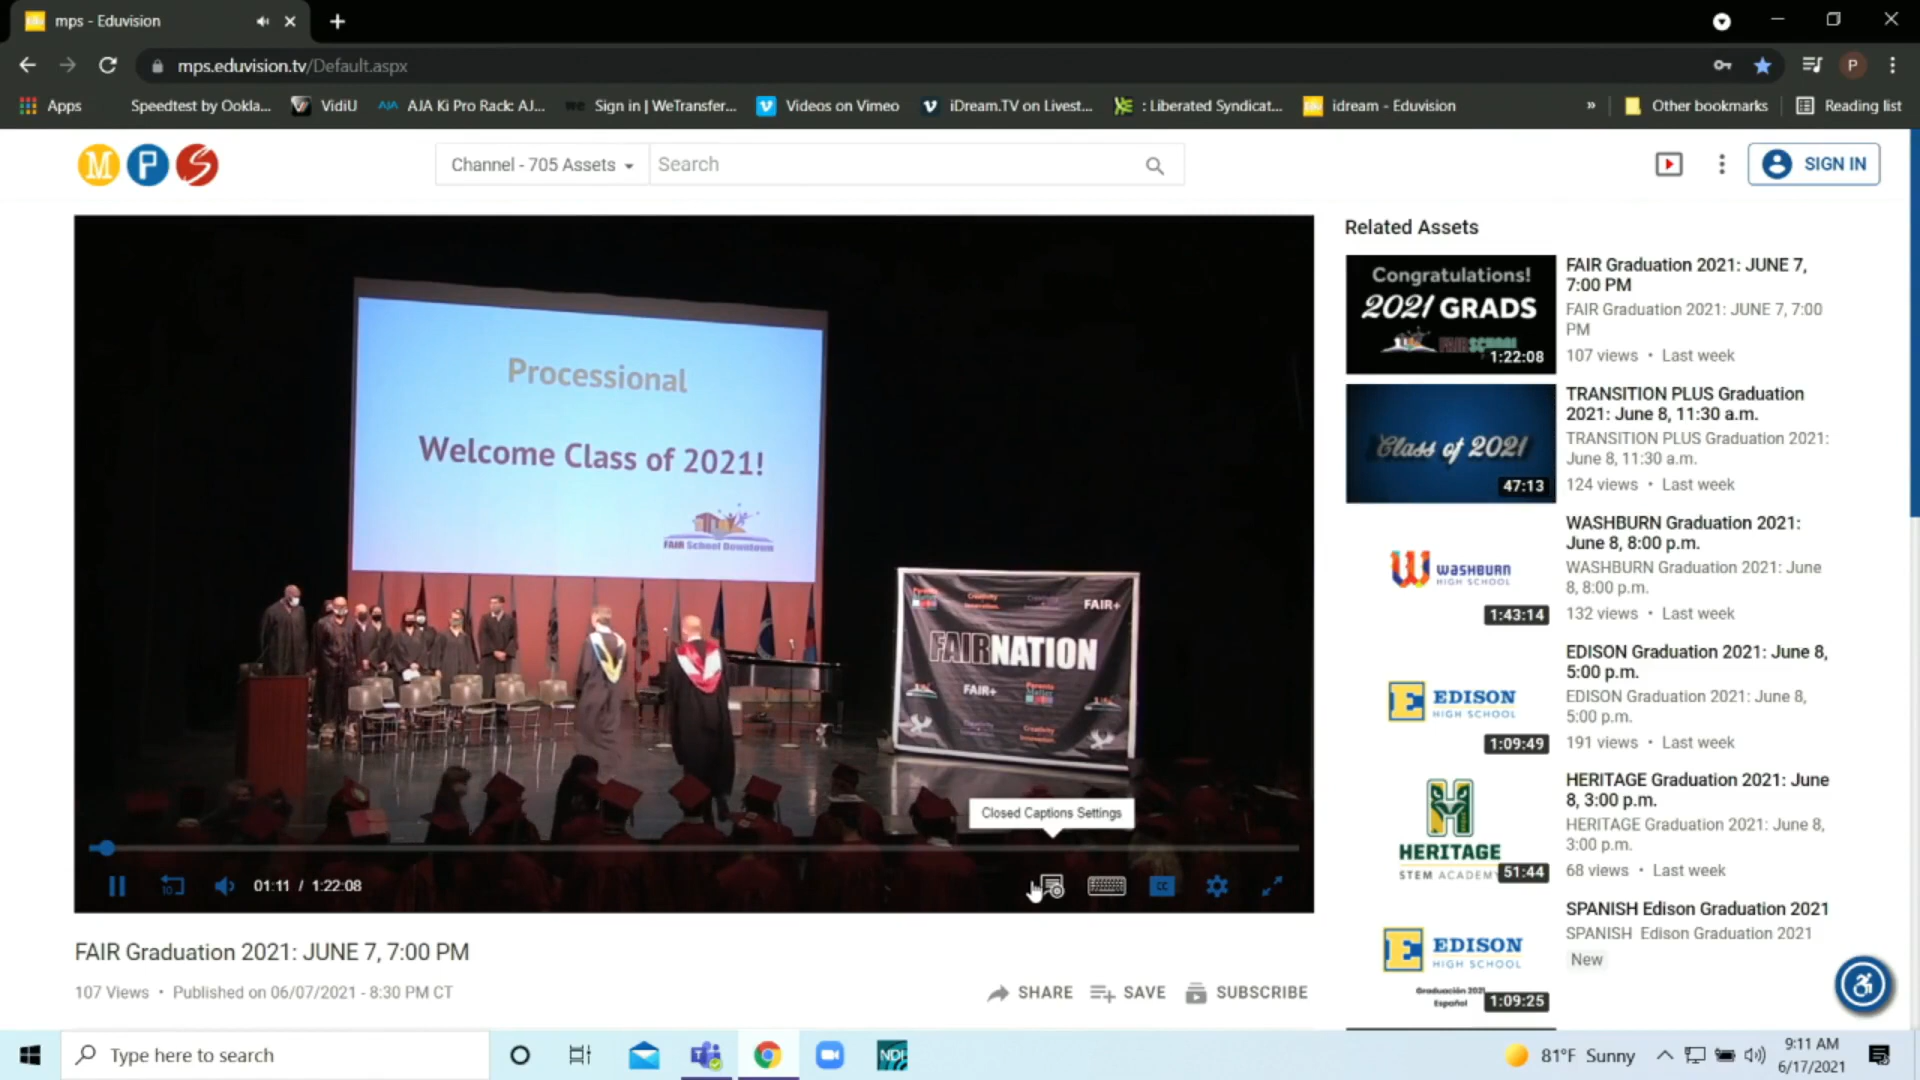 mps - Eduvision
mps.eduvision.tv/Default.aspx
P
Apps
Speedtest by Ookla...
VidiU
AJA Ki Pro Rack: AJ...
Sign in | WeTransfer...
Videos on Vimeo
iDream.TV on Livest...
: Liberated Syndicat...
idream - Eduvision
»
Other bookmarks
Reading list
M P S
Channel - 705 Assets
Search
SIGN IN
Processional
Welcome Class of 2021!
FAIR School Downtown
FAIR+
FAIRNATION
FAIR+
Closed Captions Settings
10
01:11 / 1:22:08
CC
FAIR Graduation 2021: JUNE 7, 7:00 PM
107 Views • Published on 06/07/2021 - 8:30 PM CT
SHARE
SAVE
SUBSCRIBE
Related Assets
Congratulations!
2021 GRADS
FAIRSCHOOL
1:22:08
FAIR Graduation 2021: JUNE 7,
7:00 PM
FAIR Graduation 2021: JUNE 7, 7:00
PM
107 views • Last week
Class of 2021
47:13
TRANSITION PLUS Graduation
2021: June 8, 11:30 a.m.
TRANSITION PLUS Graduation 2021:
June 8, 11:30 a.m.
124 views • Last week
W WASHBURN
HIGH SCHOOL
1:43:14
WASHBURN Graduation 2021:
June 8, 8:00 p.m.
WASHBURN Graduation 2021: June
8, 8:00 p.m.
132 views • Last week
E EDISON
HIGH SCHOOL
1:09:49
EDISON Graduation 2021: June 8,
5:00 p.m.
EDISON Graduation 2021: June 8,
5:00 p.m.
191 views • Last week
H
HERITAGE
STEM ACADEMY
51:44
HERITAGE Graduation 2021: June
8, 3:00 p.m.
HERITAGE Graduation 2021: June 8,
3:00 p.m.
68 views • Last week
E EDISON
HIGH SCHOOL
Graduación 2021
Español
1:09:25
SPANISH Edison Graduation 2021
SPANISH Edison Graduation 2021
New
Type here to search
NDI
81°F Sunny
9:11 AM
6/17/2021